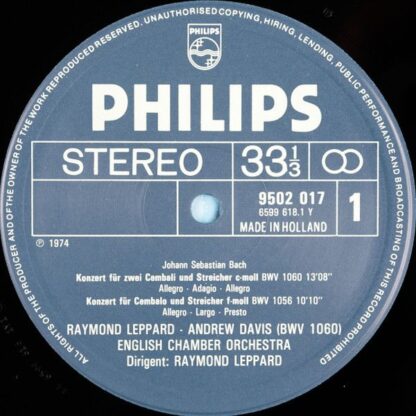 ALL RIGHTS OF THE PRODUCER AND OF THE OWNER OF THE WORK REPRODUCED RESERVED. UNAUTHORISED COPYING, HIRING, LENDING, PUBLIC PERFORMANCE AND BROADCASTING OF THIS RECORD PROHIBITED
PHILIPS
PHILIPS
STEREO 33 1/3
9502 017
6599 618.1 Y
MADE IN HOLLAND
1
℗ 1974
Johann Sebastian Bach
Konzert für zwei Cembali und Streicher c-moll BWV 1060 13'08"
Allegro - Adagio - Allegro
Konzert für Cembalo und Streicher f-moll BWV 1056 10'10"
Allegro - Largo - Presto
RAYMOND LEPPARD - ANDREW DAVIS (BWV 1060)
ENGLISH CHAMBER ORCHESTRA
Dirigent: RAYMOND LEPPARD